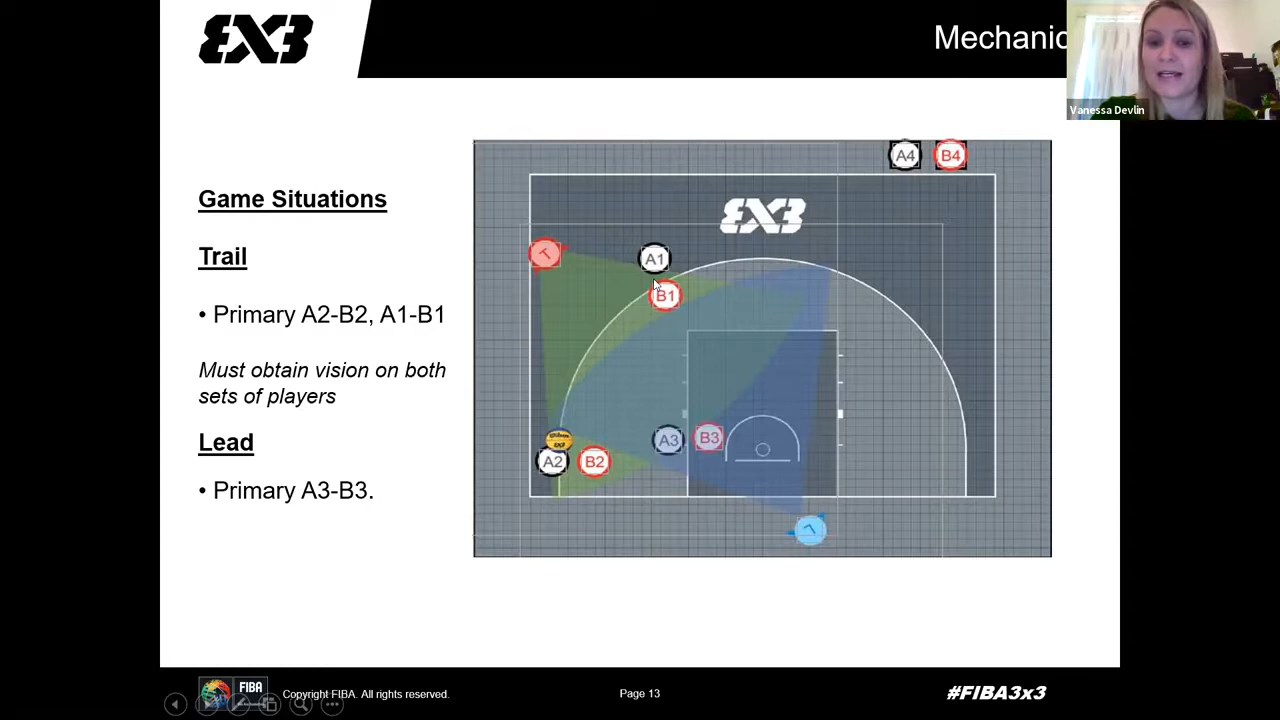 3X3
Mechanic
Vanessa Devlin
Game Situations
Trail
• Primary A2-B2, A1-B1
Must obtain vision on both
sets of players
Lead
• Primary A3-B3.
A4 B4
3X3
T A1
B1
A3 B3
A2 B2
L
FIBA
Copyright FIBA. All rights reserved.
Page 13
#FIBA3x3